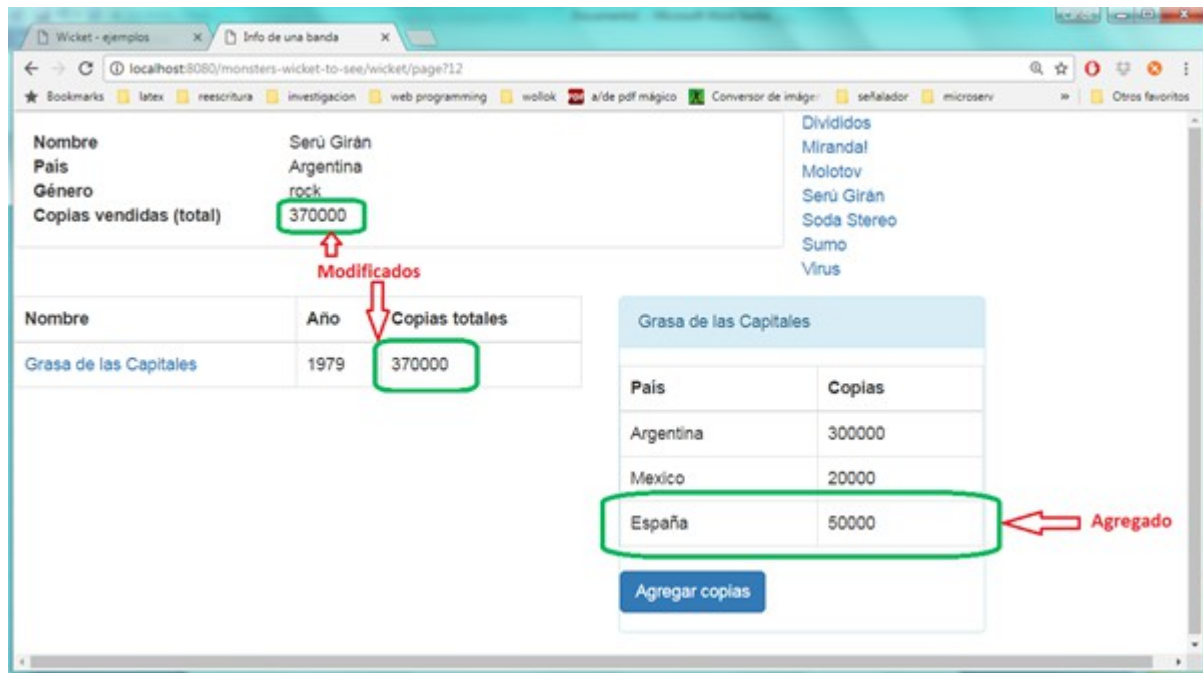 Wicket - ejemplos
Info de una banda
localhost:8080/monsters-wicket-to-see/wicket/page?12
Bookmarks latex reescritura investigacion web programming wollok a/de pdf mágico Conversor de imáge señalador microserv » Otros favoritos
Nombre Serú Girán
País Argentina
Género rock
Copias vendidas (total) 370000
Modificados
Divididos
Miranda!
Molotov
Serú Girán
Soda Stereo
Sumo
Virus
Nombre Año Copias totales
Grasa de las Capitales 1979 370000
Grasa de las Capitales
País Copias
Argentina 300000
Mexico 20000
España 50000
Agregado
Agregar copias